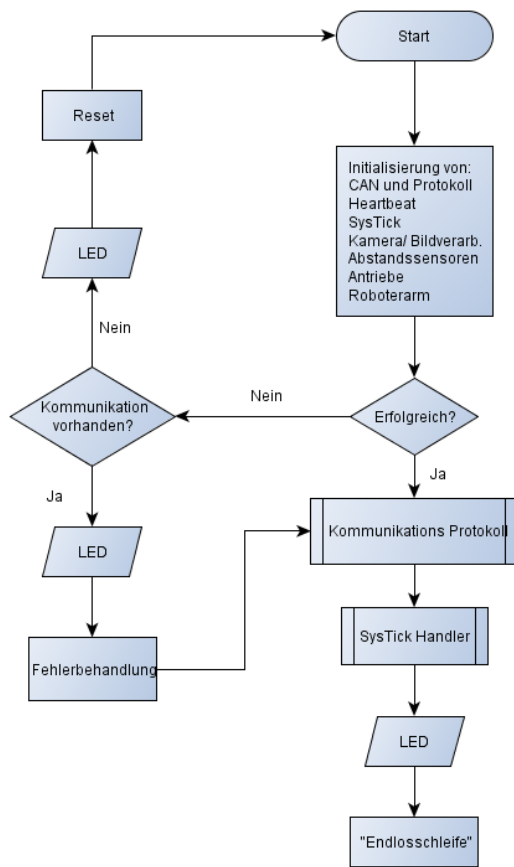 Start
Reset
Initialisierung von:
CAN und Protokoll
Heartbeat
SysTick
Kamera/ Bildverarb.
Abstandssensoren
Antriebe
Roboterarm
LED
Nein
Kommunikation
vorhanden?
Nein
Erfolgreich?
Ja
Ja
LED
Kommunikations Protokoll
Fehlerbehandlung
SysTick Handler
LED
"Endlosschleife"